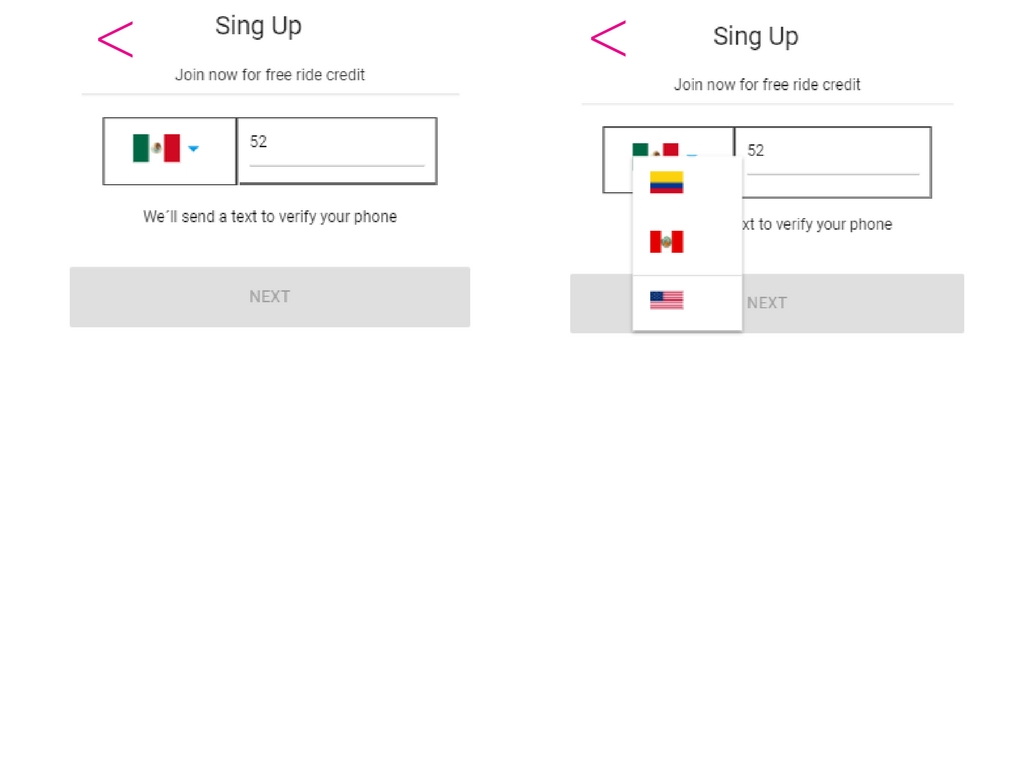 Sing Up
Join now for free ride credit
52
We´ll send a text to verify your phone
NEXT
Sing Up
Join now for free ride credit
52
xt to verify your phone
NEXT